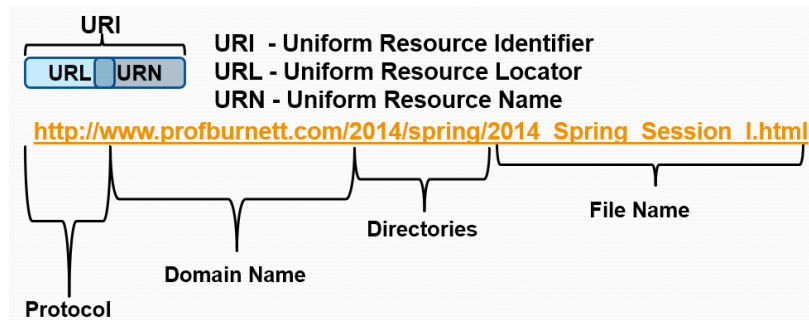 URI
URL URN
URI - Uniform Resource Identifier
URL - Uniform Resource Locator
URN - Uniform Resource Name
http://www.profburnett.com/2014/spring/2014_Spring_Session_I.html
File Name
Directories
Domain Name
Protocol